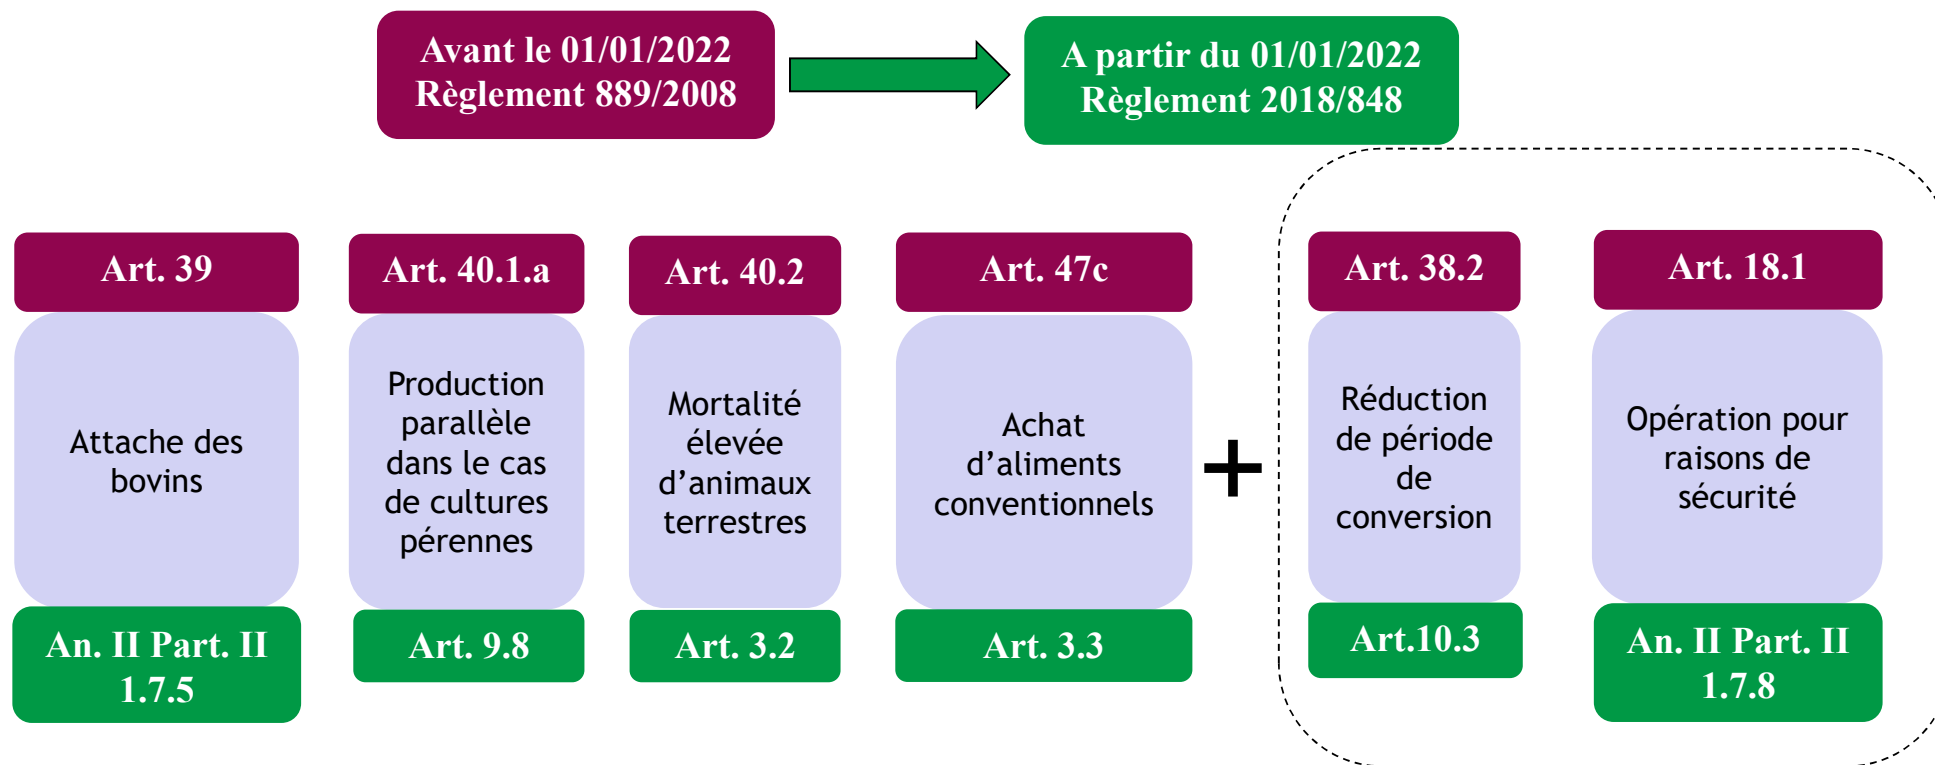 Avant le 01/01/2022
Règlement 889/2008
A partir du 01/01/2022
Règlement 2018/848
Art. 39
Attache des
bovins
An. II Part. II
1.7.5
Art. 40.1.a
Production
parallèle
dans le cas
de cultures
pérennes
Art. 9.8
Art. 40.2
Mortalité
élevée
d’animaux
terrestres
Art. 3.2
Art. 47c
Achat
d’aliments
conventionnels
Art. 3.3
+
Art. 38.2
Réduction
de période
de
conversion
Art.10.3
Art. 18.1
Opération pour
raisons de
sécurité
An. II Part. II
1.7.8